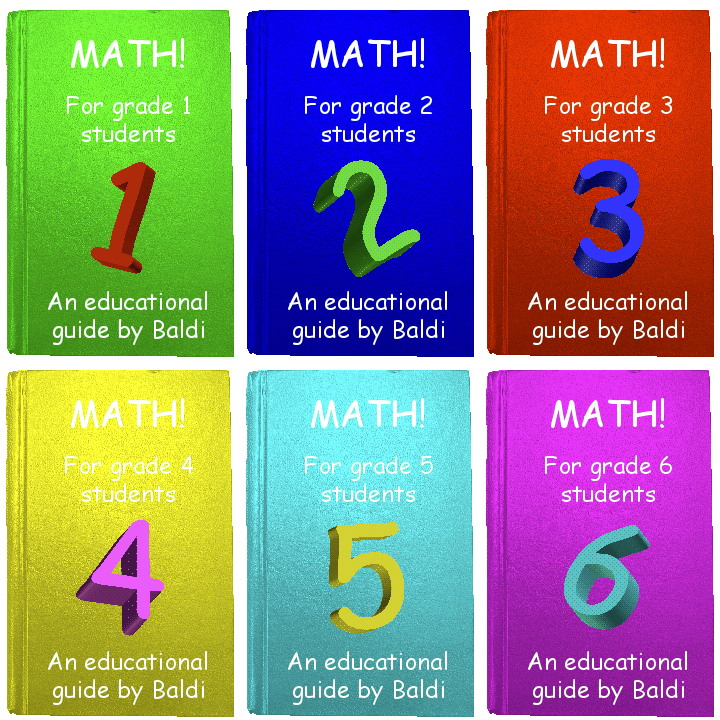 MATH!
For grade 1
students
1
An educational
guide by Baldi
MATH!
For grade 2
students
2
An educational
guide by Baldi
MATH!
For grade 3
students
3
An educational
guide by Baldi
MATH!
For grade 4
students
4
An educational
guide by Baldi
MATH!
For grade 5
students
5
An educational
guide by Baldi
MATH!
For grade 6
students
6
An educational
guide by Baldi